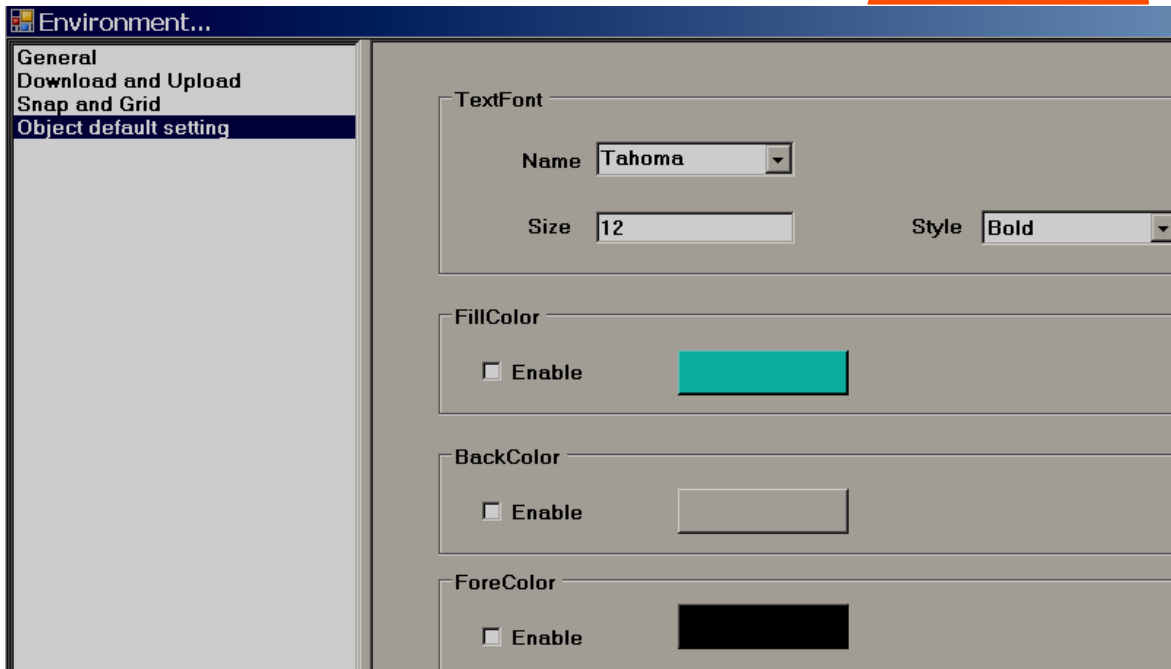 Environment...
General
Download and Upload
Snap and Grid
Object default setting
TextFont
Name Tahoma
Size 12 Style Bold
FillColor
Enable
BackColor
Enable
ForeColor
Enable